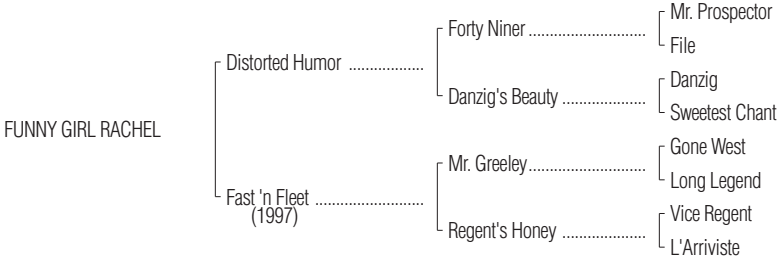 Mr. Prospector
Forty Niner ............................
File
Distorted Humor ..................
Danzig
Danzig's Beauty ....................
Sweetest Chant
FUNNY GIRL RACHEL
Gone West
Mr. Greeley............................
Long Legend
Fast 'n Fleet ..........................
(1997)
Vice Regent
Regent's Honey ....................
L'Arriviste